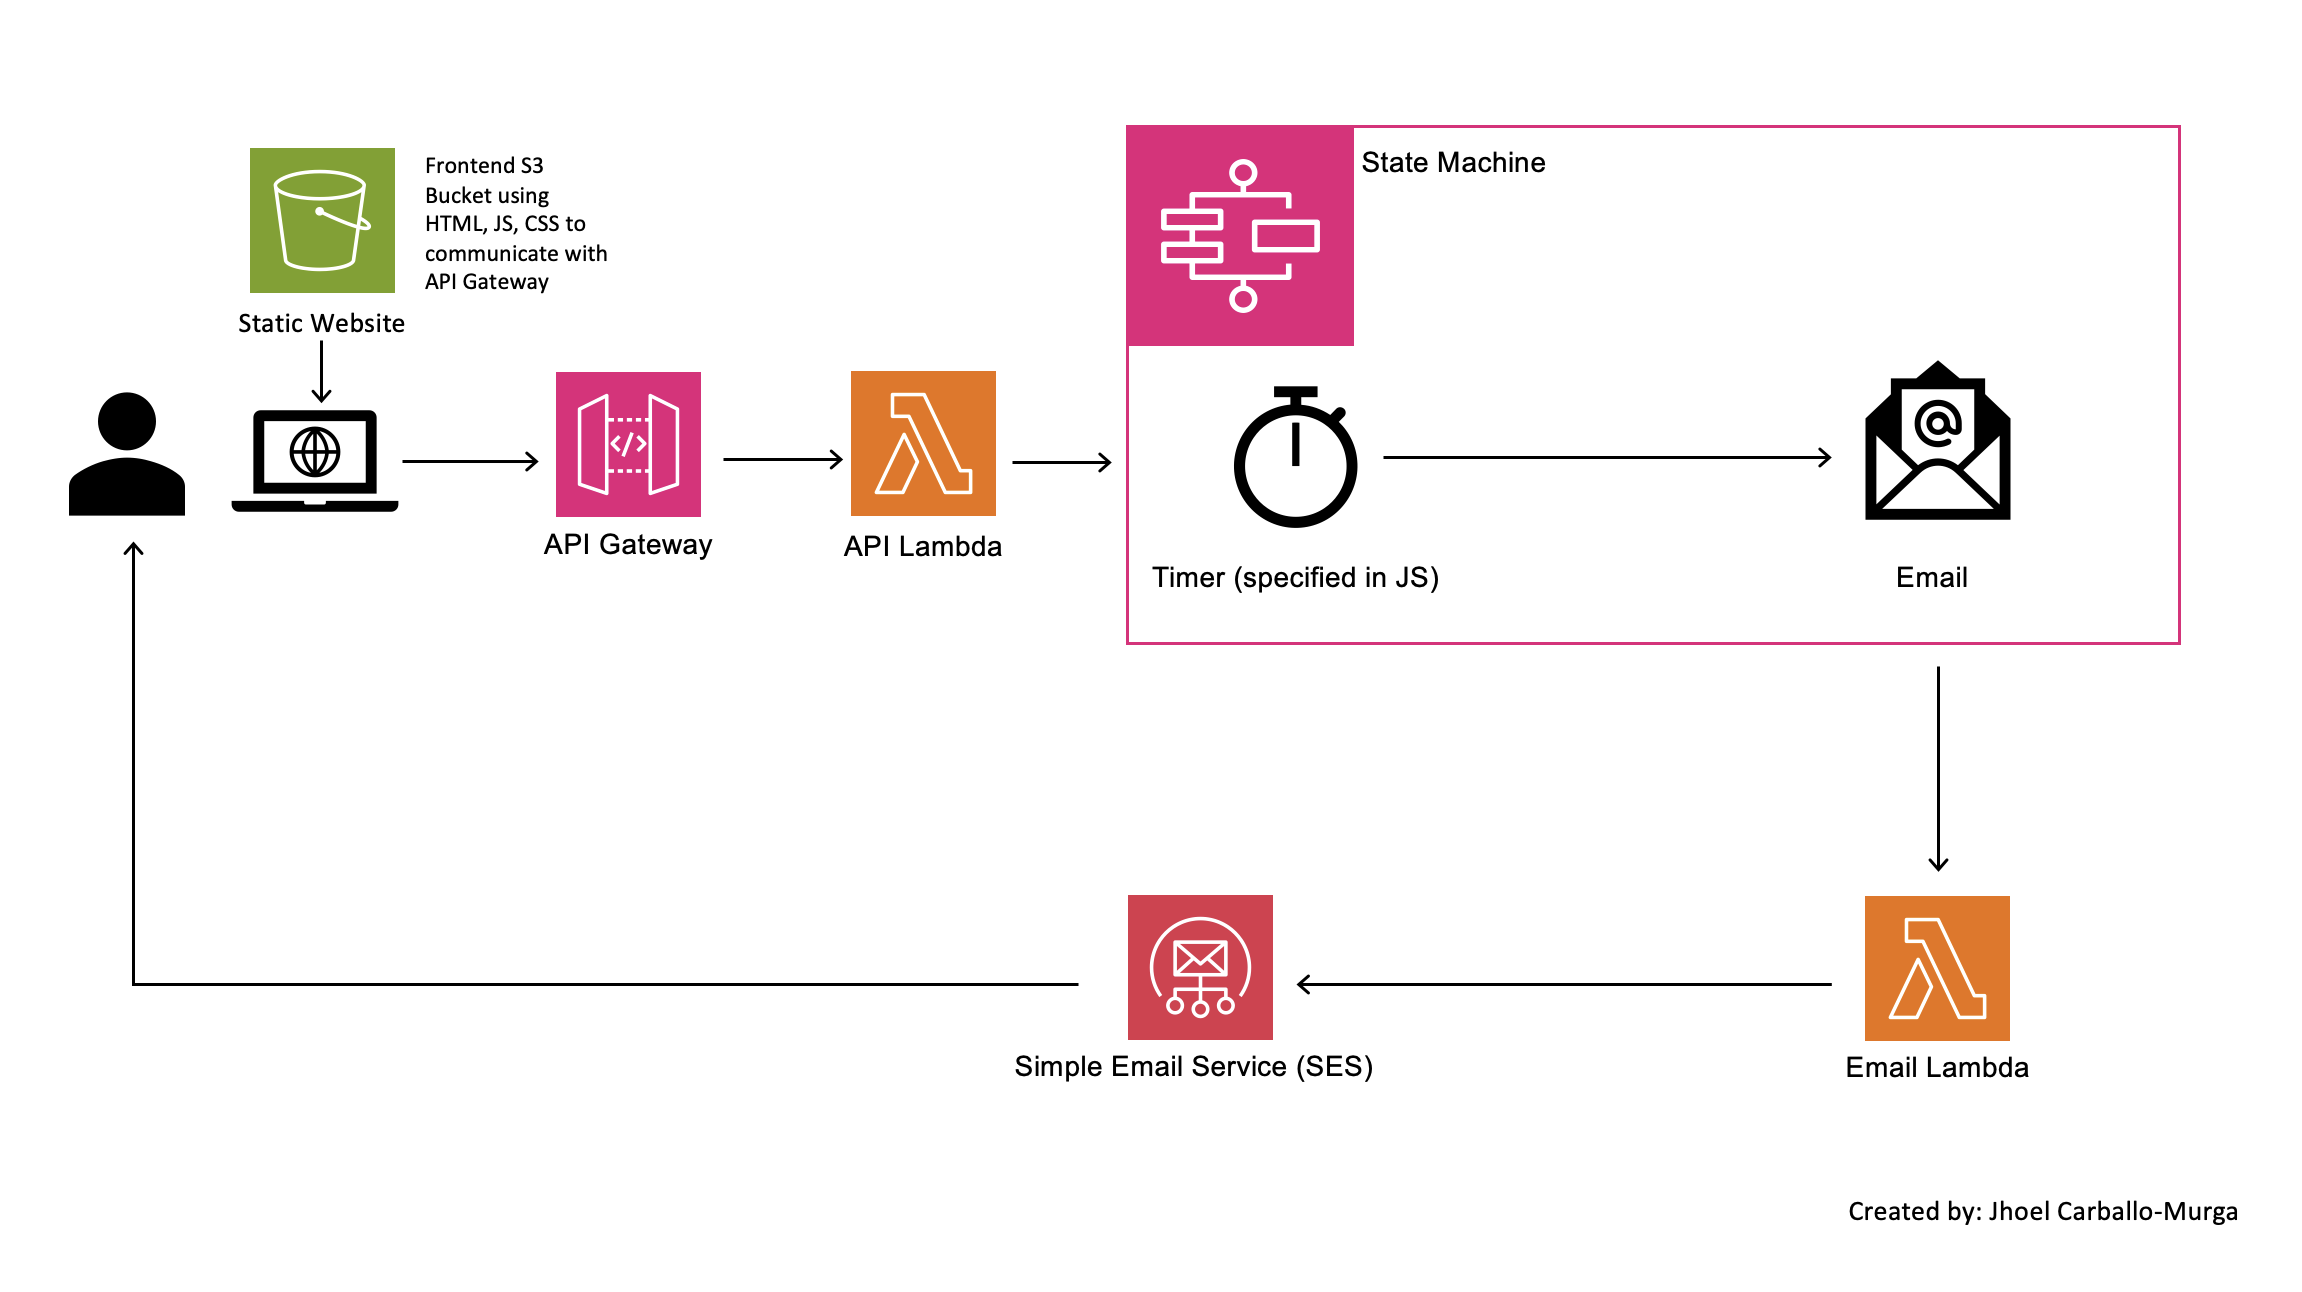 Frontend S3
Bucket using
HTML, JS, CSS to
communicate with
API Gateway
Static Website
API Gateway
API Lambda
State Machine
Timer (specified in JS)
Email
Simple Email Service (SES)
Email Lambda
Created by: Jhoel Carballo-Murga